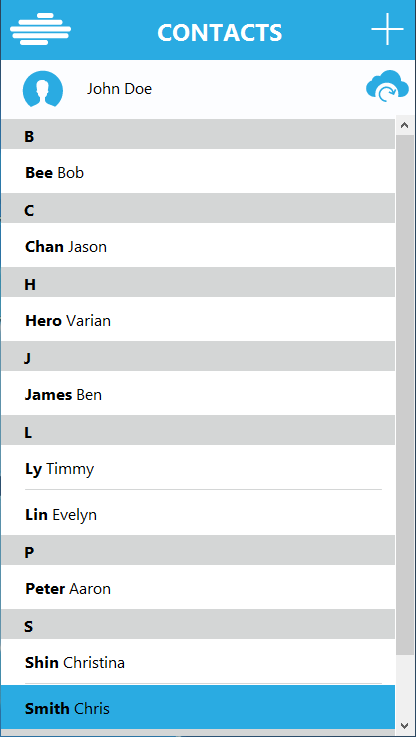 CONTACTS
John Doe
B
Bee Bob
C
Chan Jason
H
Hero Varian
J
James Ben
L
Ly Timmy
Lin Evelyn
P
Peter Aaron
S
Shin Christina
Smith Chris